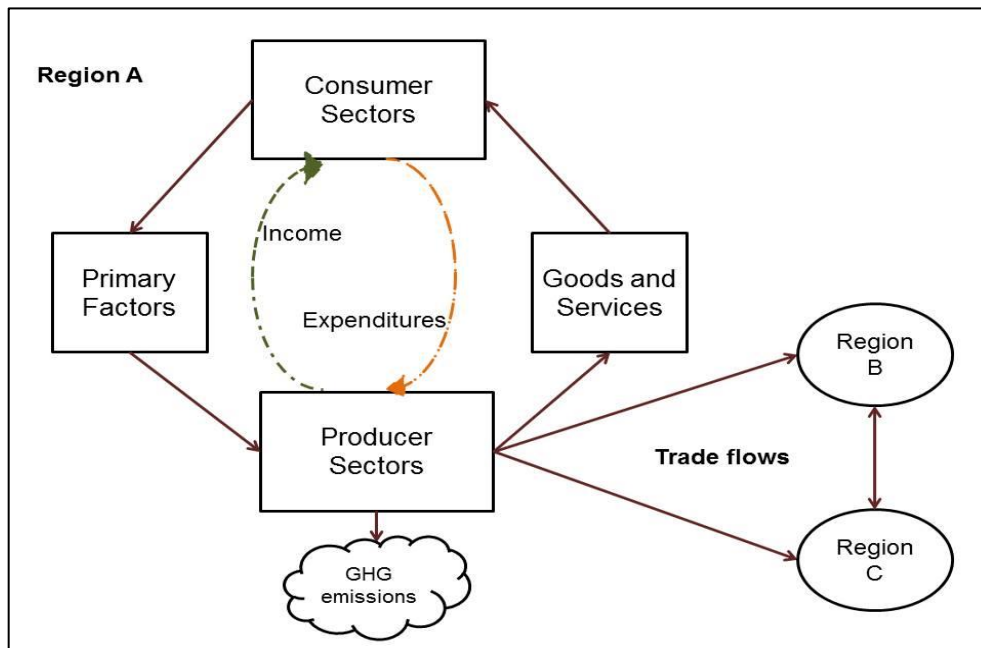 Region A
Consumer
Sectors
Income
Primary
Factors
Goods and
Services
Expenditures
Region
B
Producer
Sectors
Trade flows
Region
C
GHG
emissions